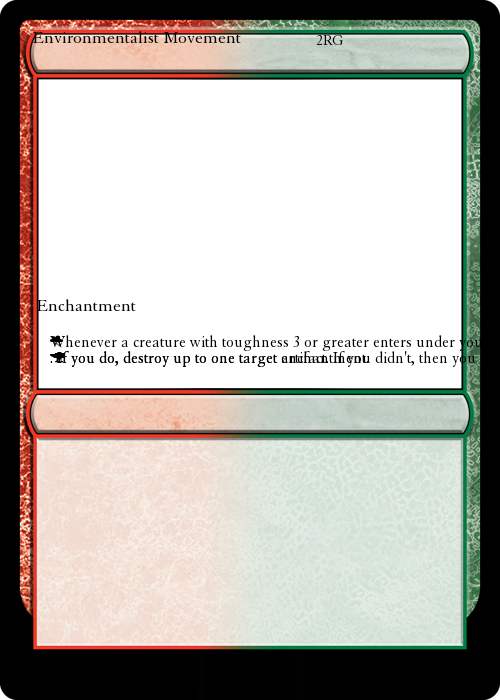 Environmentalist Movement 2RG
Enchantment
Whenever a creature with toughness 3 or greater enters under you
If you do, destroy up to one target If you didn't, then you